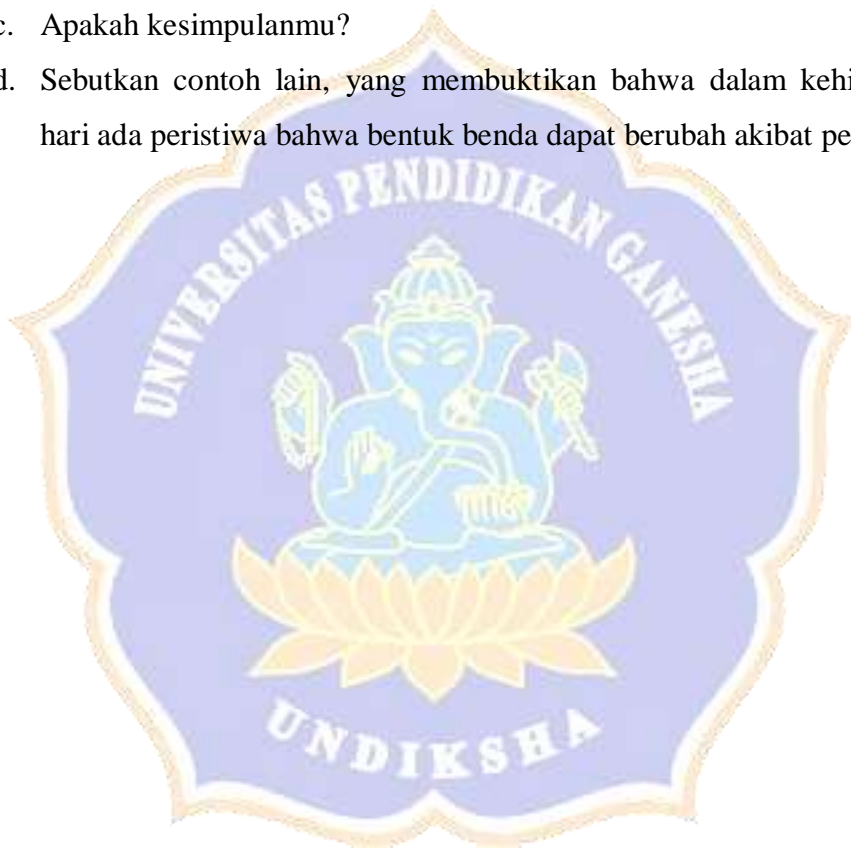 c. Apakah kesimpulanmu?
d. Sebutkan contoh lain, yang membuktikan bahwa dalam kehi
hari ada peristiwa bahwa bentuk benda dapat berubah akibat pe
UNIVERSITAS PENDIDIKAN GANESHA
UNDIKSHA